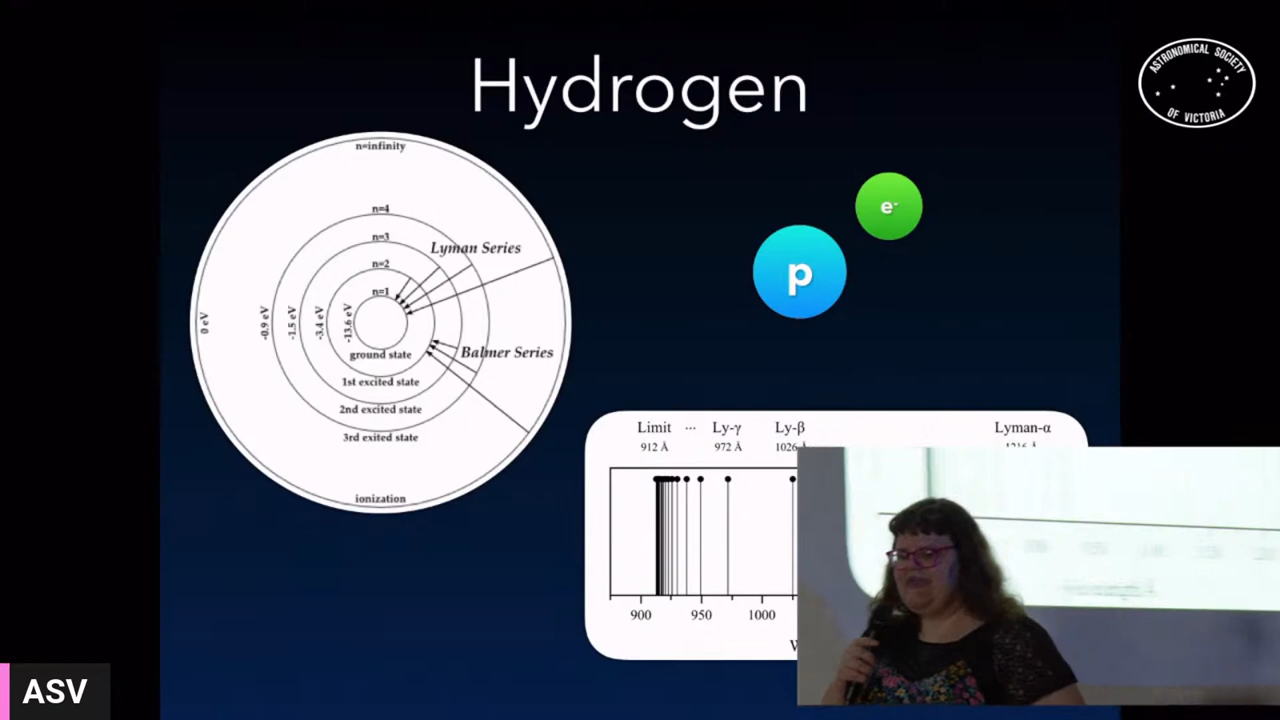 Hydrogen
ASTRONOMICAL SOCIETY
OF VICTORIA
n=infinity
n=4
n=3
Lyman Series
n=2
n=1
0 eV
-0.9 eV
-1.5 eV
-3.4 eV
-13.6 eV
ground state
Balmer Series
1st excited state
2nd excited state
3rd exited state
ionization
e-
p
Limit ··· Ly-γ Ly-β Lyman-α
912 Å 972 Å 1026
900 950 1000
ASV